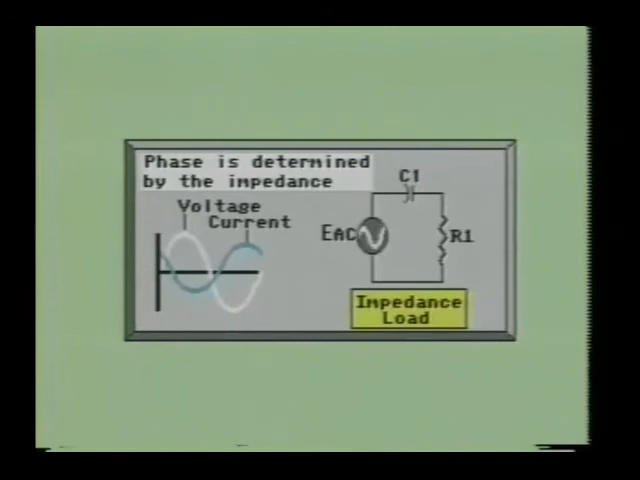 Phase is determined
by the impedance
Voltage
Current
C1
EAC
R1
Impedance
Load